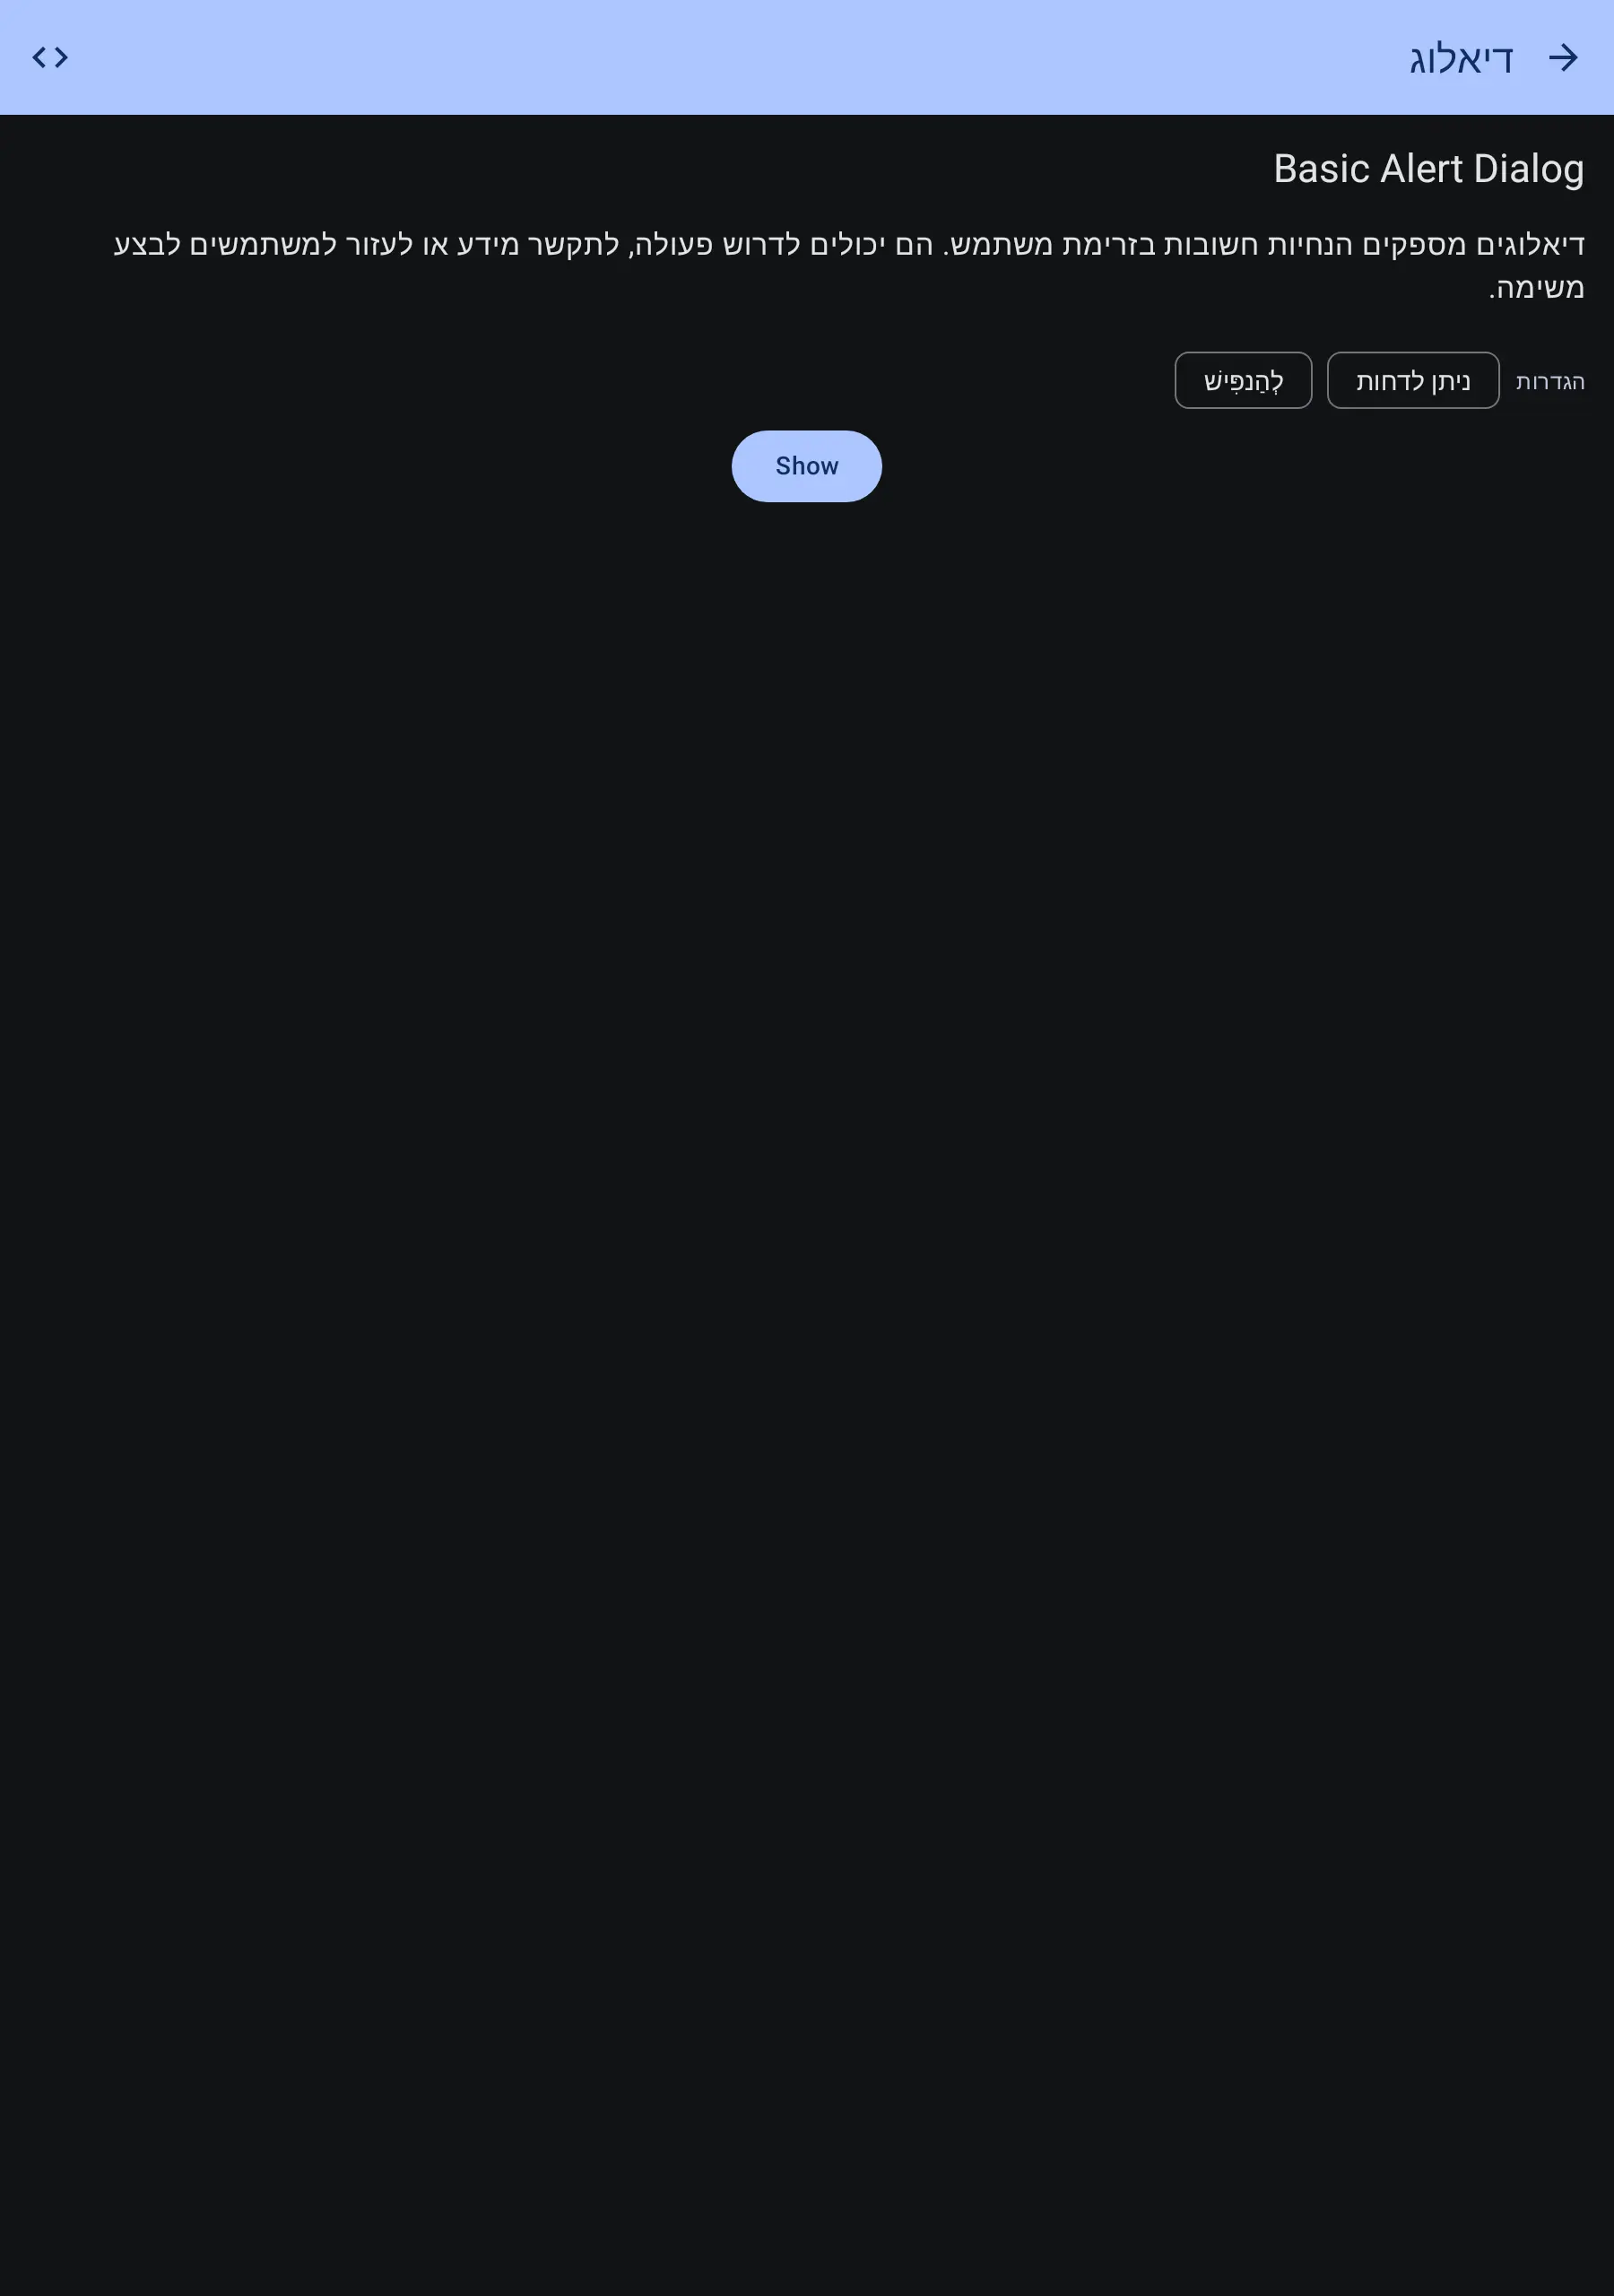 דיאלוג
Basic Alert Dialog
דיאלוגים מספקים הנחיות חשובות בזרימת משתמש. הם יכולים לדרוש פעולה, לתקשר מידע או לעזור למשתמשים לבצע
משימה.
הגדרות ניתן לדחות לְהַנפִּישׁ
Show